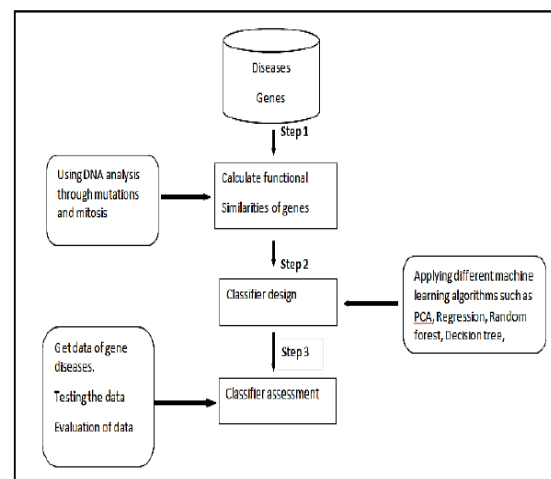 Diseases
Genes
Step 1
Using DNA analysis
through mutations
and mitosis
Calculate functional
Similarities of genes
Step 2
Classifier design
Applying different machine
learning algorithms such as
PCA, Regression, Random
forest, Decision tree,
Step 3
Get data of gene
diseases.
Testing the data
Evaluation of data
Classifier assessment